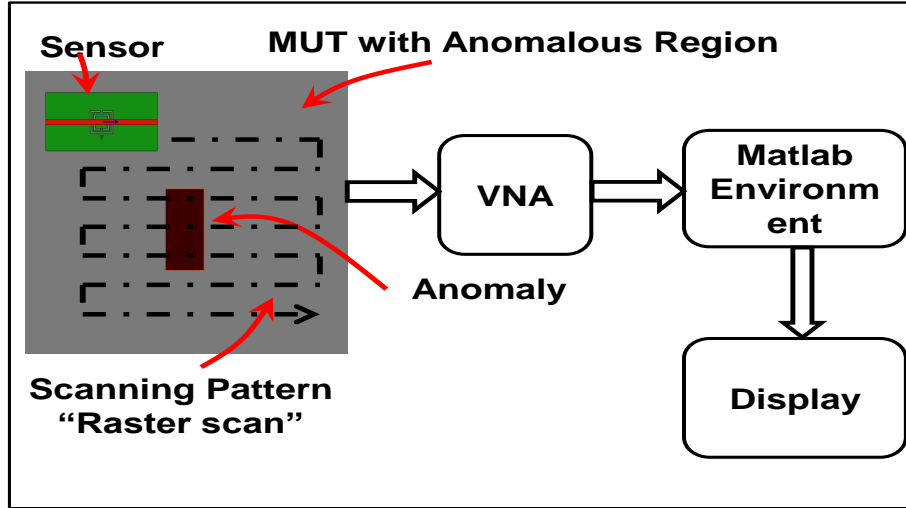 Sensor
MUT with Anomalous Region
VNA
Matlab
Environm
ent
Anomaly
Scanning Pattern
“Raster scan”
Display